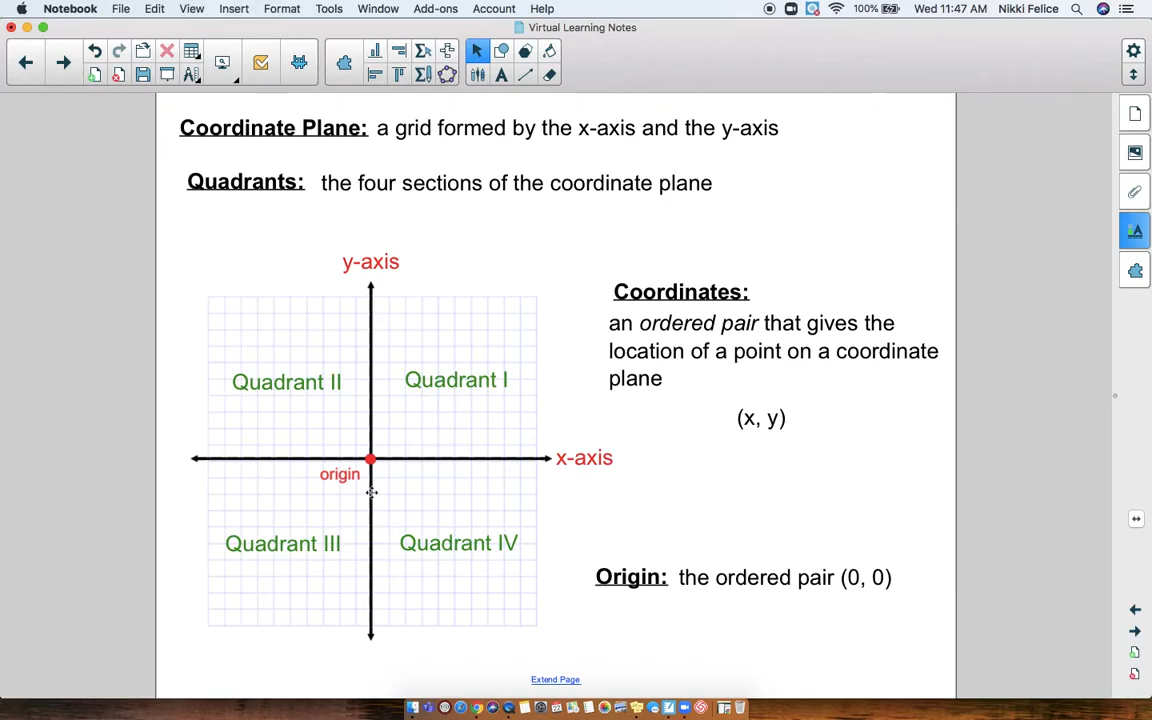 Notebook File Edit View Insert Format Tools Window Add-ons Account Help 100% Wed 11:47 AM Nikki Felice
Virtual Learning Notes
Coordinate Plane: a grid formed by the x-axis and the y-axis
Quadrants: the four sections of the coordinate plane
y-axis
Coordinates:
an ordered pair that gives the
location of a point on a coordinate
plane
(x, y)
Quadrant II Quadrant I
x-axis
origin
Quadrant III Quadrant IV
Origin: the ordered pair (0, 0)
Extend Page